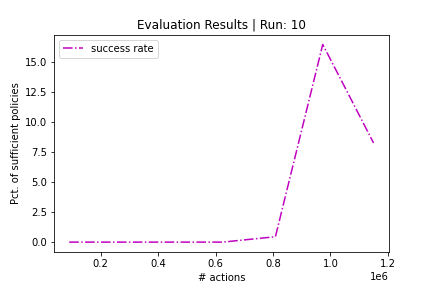 Evaluation Results | Run: 10
success rate
Pct. of sufficient policies
15.0
12.5
10.0
7.5
5.0
2.5
0.0
0.2 0.4 0.6 0.8 1.0 1.2
1e6
# actions